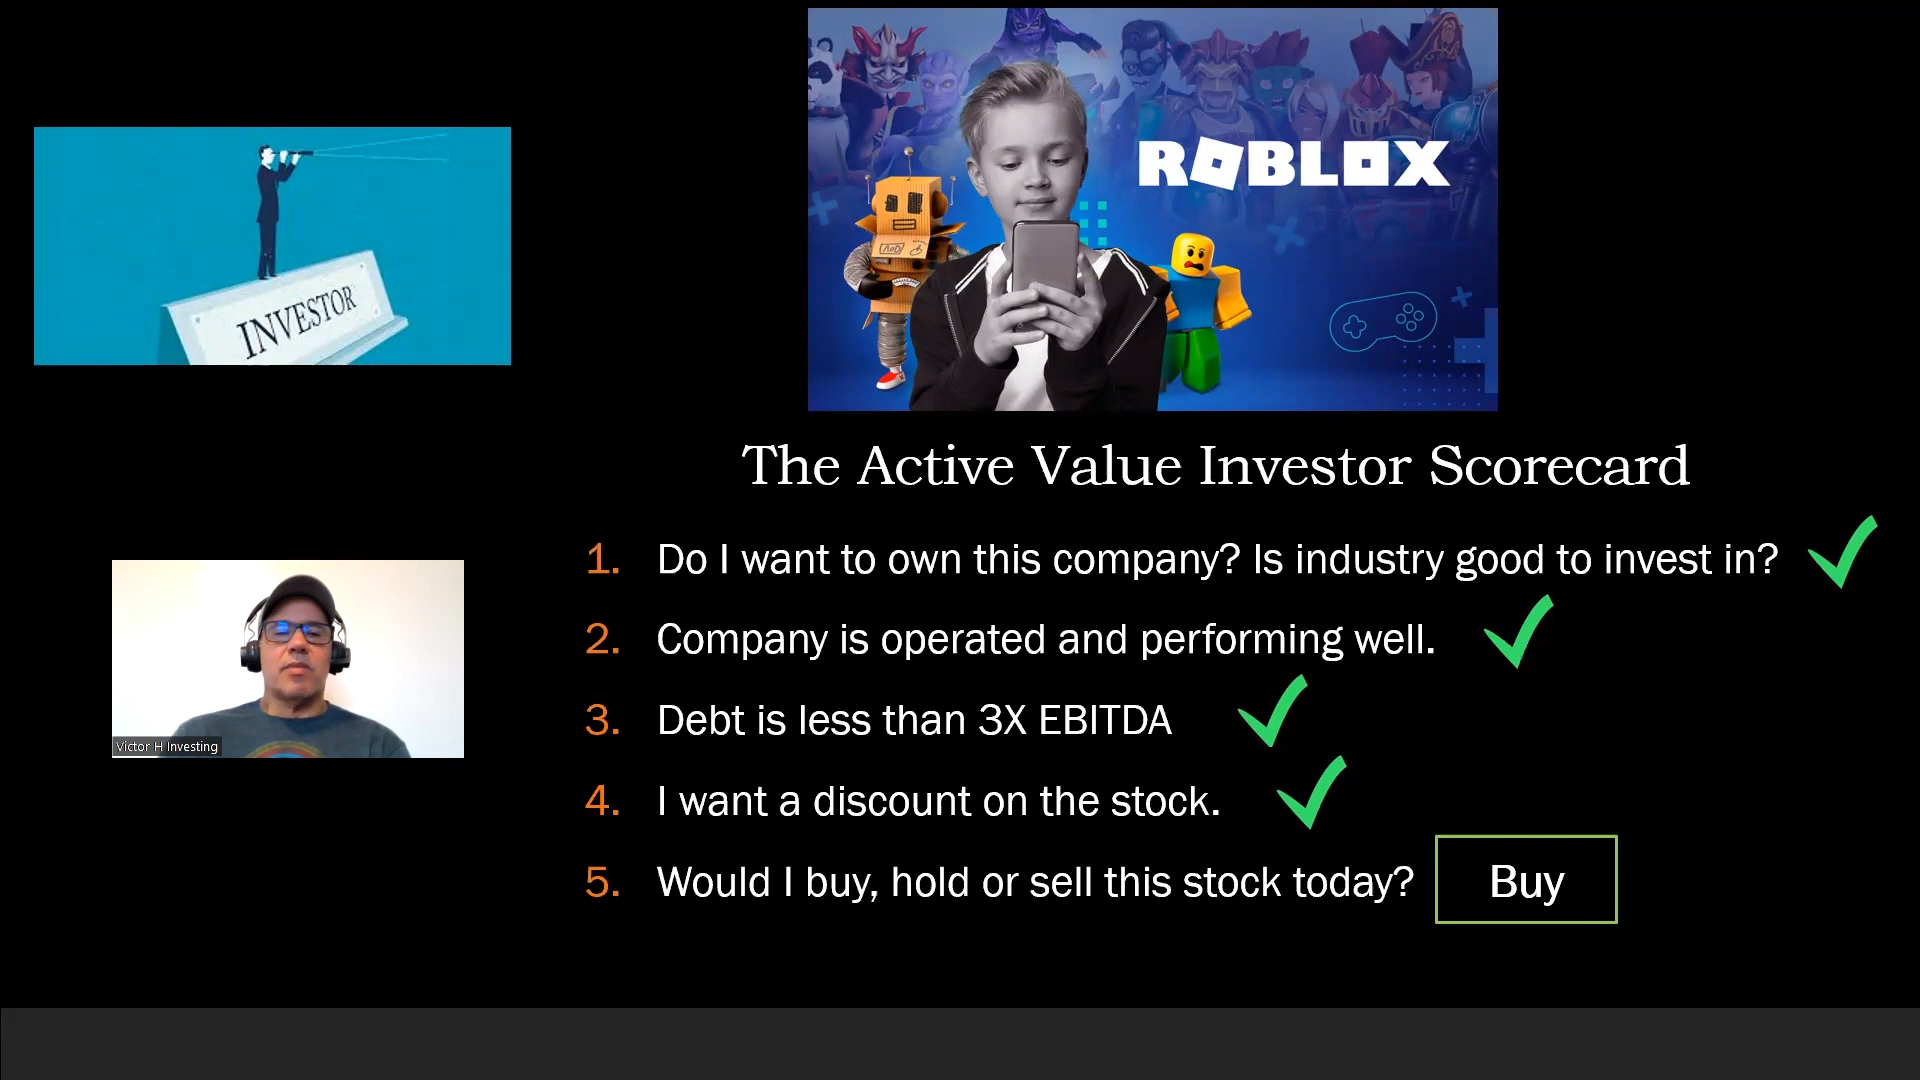 INVESTOR
ROBLOX
The Active Value Investor Scorecard
1. Do I want to own this company? Is industry good to invest in?
2. Company is operated and performing well.
3. Debt is less than 3X EBITDA
4. I want a discount on the stock.
5. Would I buy, hold or sell this stock today? Buy
Victor H Investing